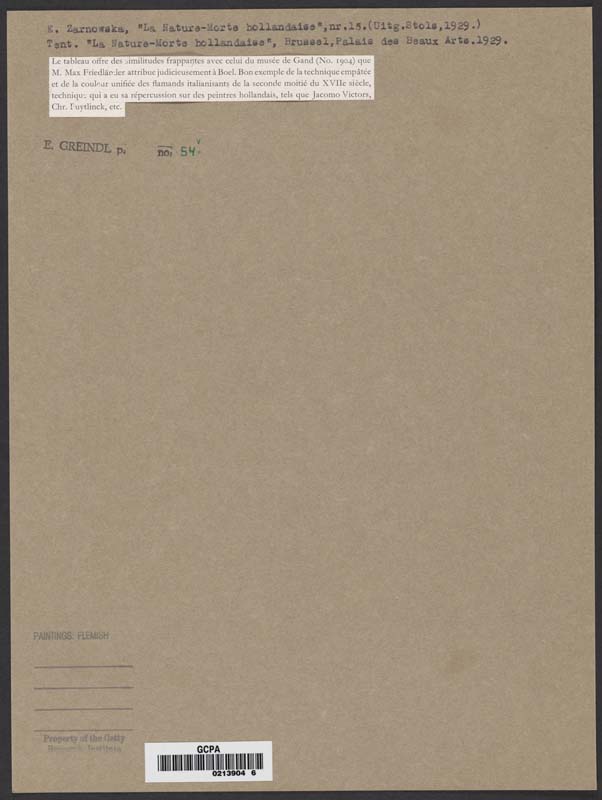 E. Zarnowska, "La Nature-Morte hollandaise",nr.15.(Uitg.Stols,1929.)
Tent. "La Nature-Morte hollandaise", Brussel,Palais des Beaux Arts.1929.
Le tableau offre des similitudes frappantes avec celui du musée de Gand (No. 1904) que
M. Max Friedländer attribue judicieusement à Boel. Bon exemple de la technique empâtée
et de la couleur unifiée des flamands italianisants de la seconde moitié du XVIIe siècle,
technique qui a eu sa répercussion sur des peintres hollandais, tels que Jacomo Victors,
Chr. Puytlinck, etc.
E. GREINDL p. no. 54 v
PAINTINGS: FLEMISH
Property of the Getty
Research Institute
GCPA
0213904 6